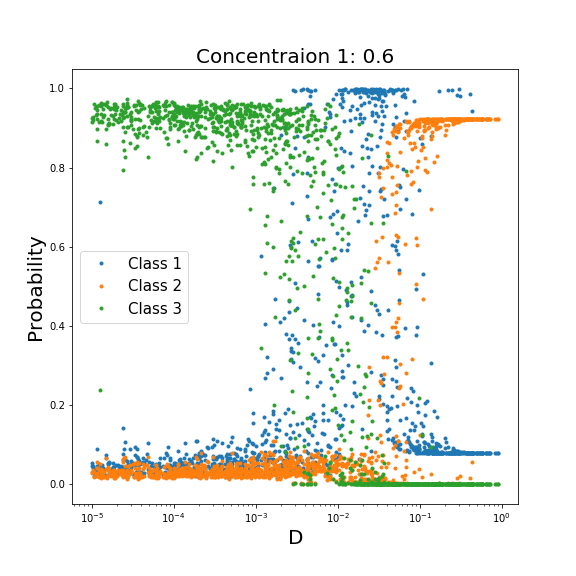 Concentraion 1: 0.6
1.0
0.8
0.6
0.4
0.2
0.0
Probability
Class 1
Class 2
Class 3
10⁻⁵ 10⁻⁴ 10⁻³ 10⁻² 10⁻¹ 10⁰
D